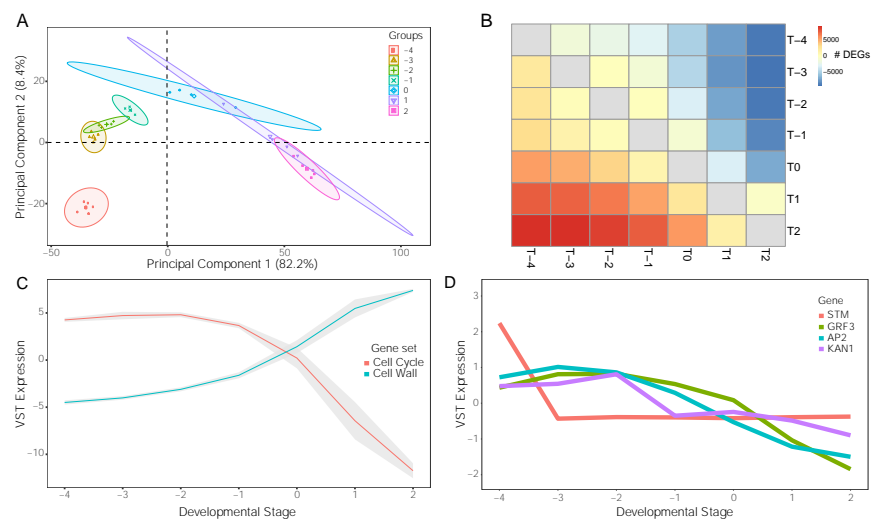 A
Principal Component 2 (8.4%)
20
0
−20
−50
0
50
100
Principal Component 1 (82.2%)
Groups
−4
−3
−2
−1
0
1
2
B
T−4
T−3
T−2
T−1
T0
T1
T2
T−4
T−3
T−2
T−1
T0
T1
T2
5000
0
−5000
# DEGs
C
VST Expression
5
0
−5
−10
−4
−3
−2
−1
0
1
2
Developmental Stage
Gene set
Cell Cycle
Cell Wall
D
VST Expression
3
2
1
0
−1
−2
−4
−3
−2
−1
0
1
2
Developmental Stage
Gene
STM
GRF3
AP2
KAN1